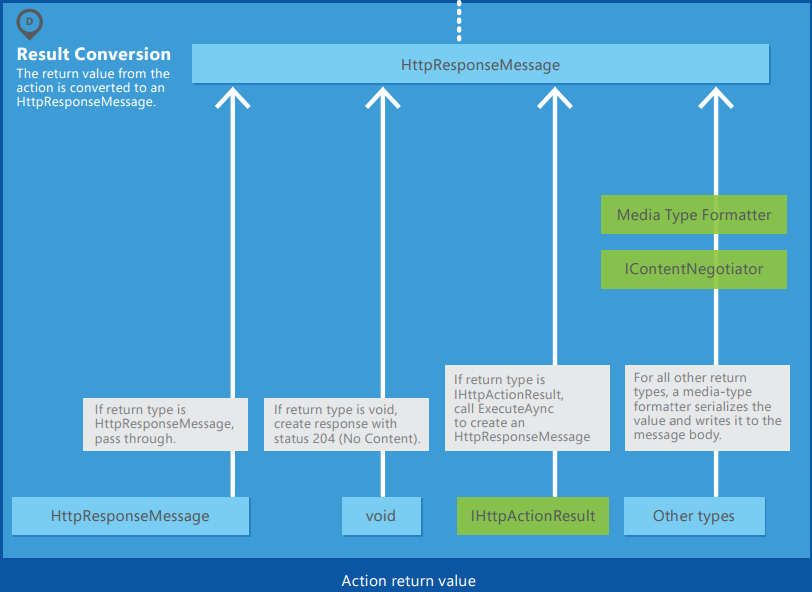 D
Result Conversion
The return value from the
action is converted to an
HttpResponseMessage.
HttpResponseMessage
Media Type Formatter
IContentNegotiator
If return type is
HttpResponseMessage,
pass through.
If return type is void,
create response with
status 204 (No Content).
If return type is
IHttpActionResult,
call ExecuteAync
to create an
HttpResponseMessage
For all other return
types, a media-type
formatter serializes the
value and writes it to the
message body.
HttpResponseMessage
void
IHttpActionResult
Other types
Action return value